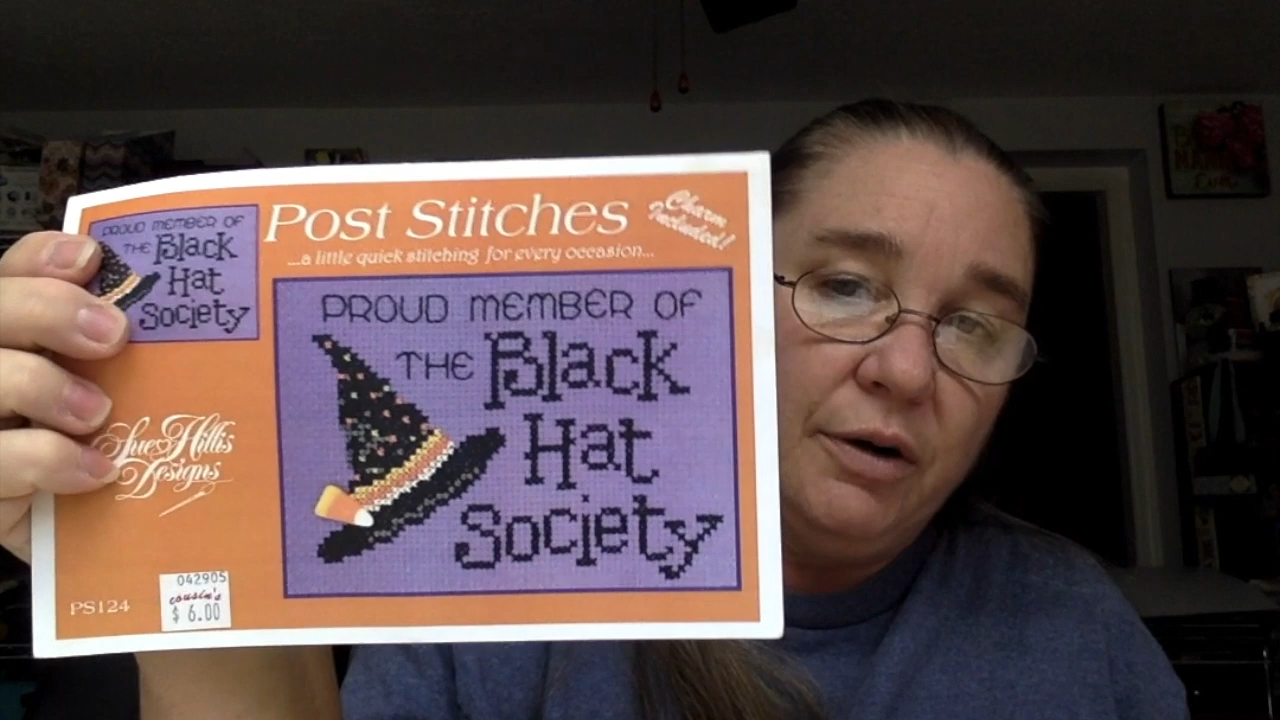 Post Stitches
Charm
Included!!
...a little quick stitching for every occasion...
PROUD MEMBER OF
THE Black
Hat
Society
PROUD MEMBER OF
THE Black
Hat
Society
Sue Hillis
Designs
PS124
042905
cousin's
$ 6.00